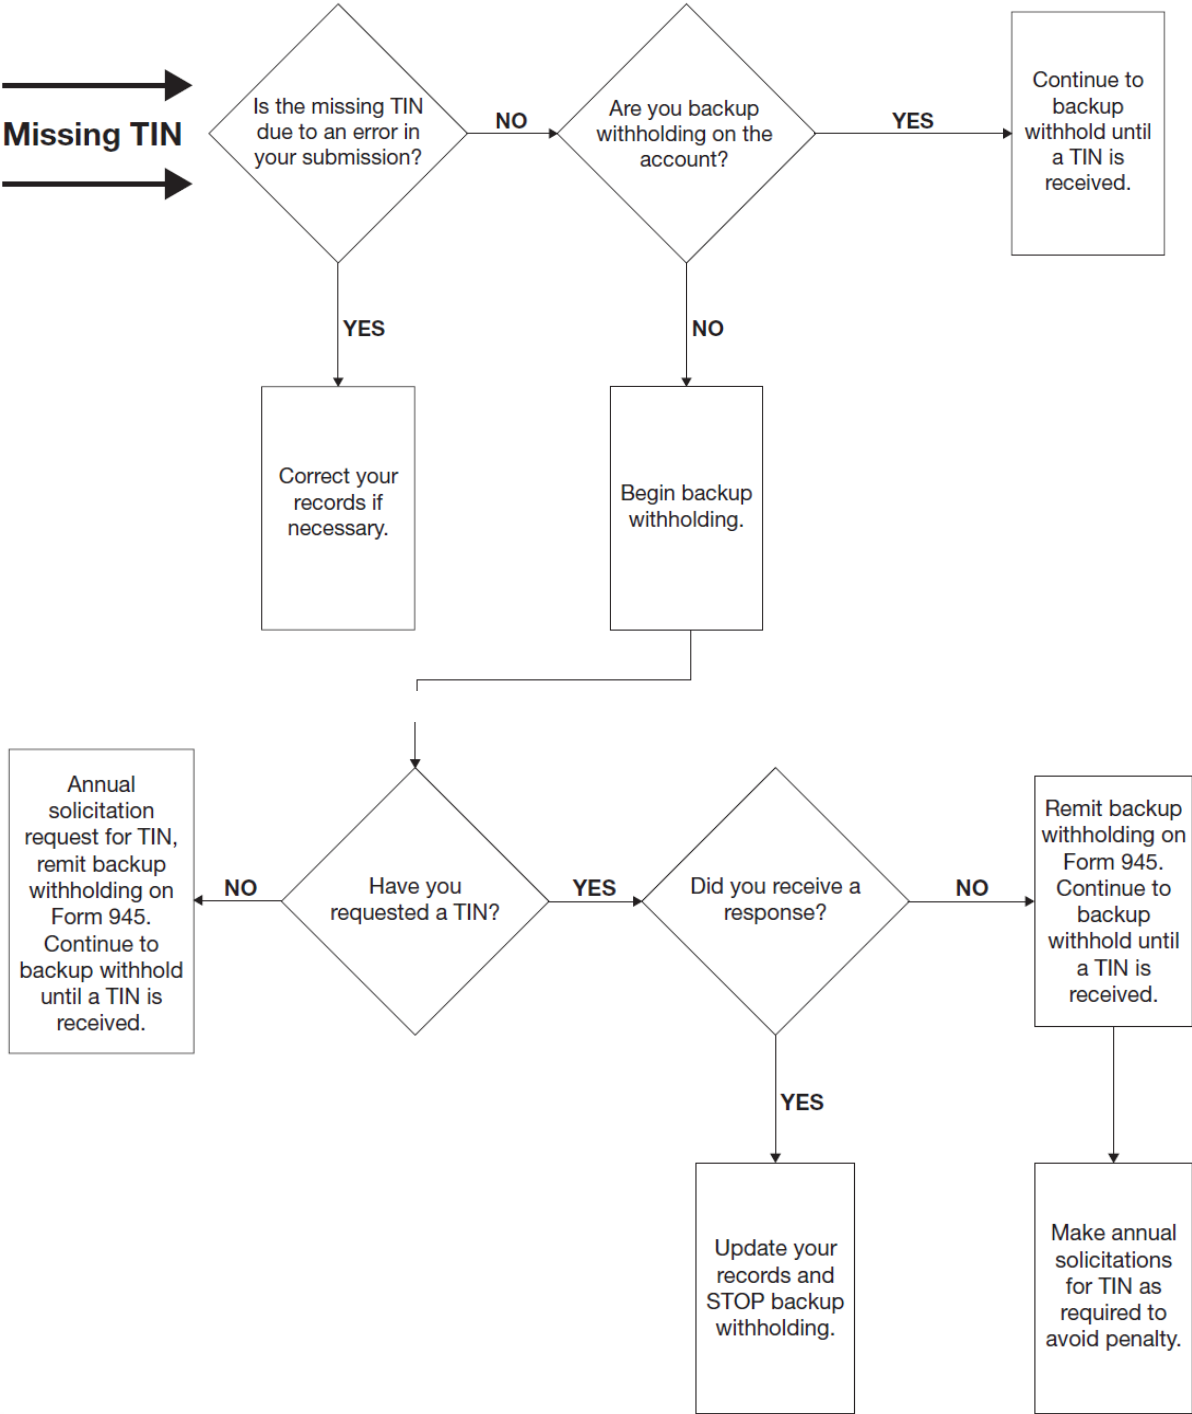 Missing TIN
Is the missing TIN
due to an error in
your submission?
NO
Are you backup
withholding on the
account?
YES
Continue to
backup
withhold until
a TIN is
received.
YES
NO
Correct your
records if
necessary.
Begin backup
withholding.
Annual
solicitation
request for TIN,
remit backup
withholding on
Form 945.
Continue to
backup withhold
until a TIN is
received.
NO
Have you
requested a TIN?
YES
Did you receive a
response?
NO
Remit backup
withholding on
Form 945.
Continue to
backup
withhold until
a TIN is
received.
YES
Update your
records and
STOP backup
withholding.
Make annual
solicitations
for TIN as
required to
avoid penalty.